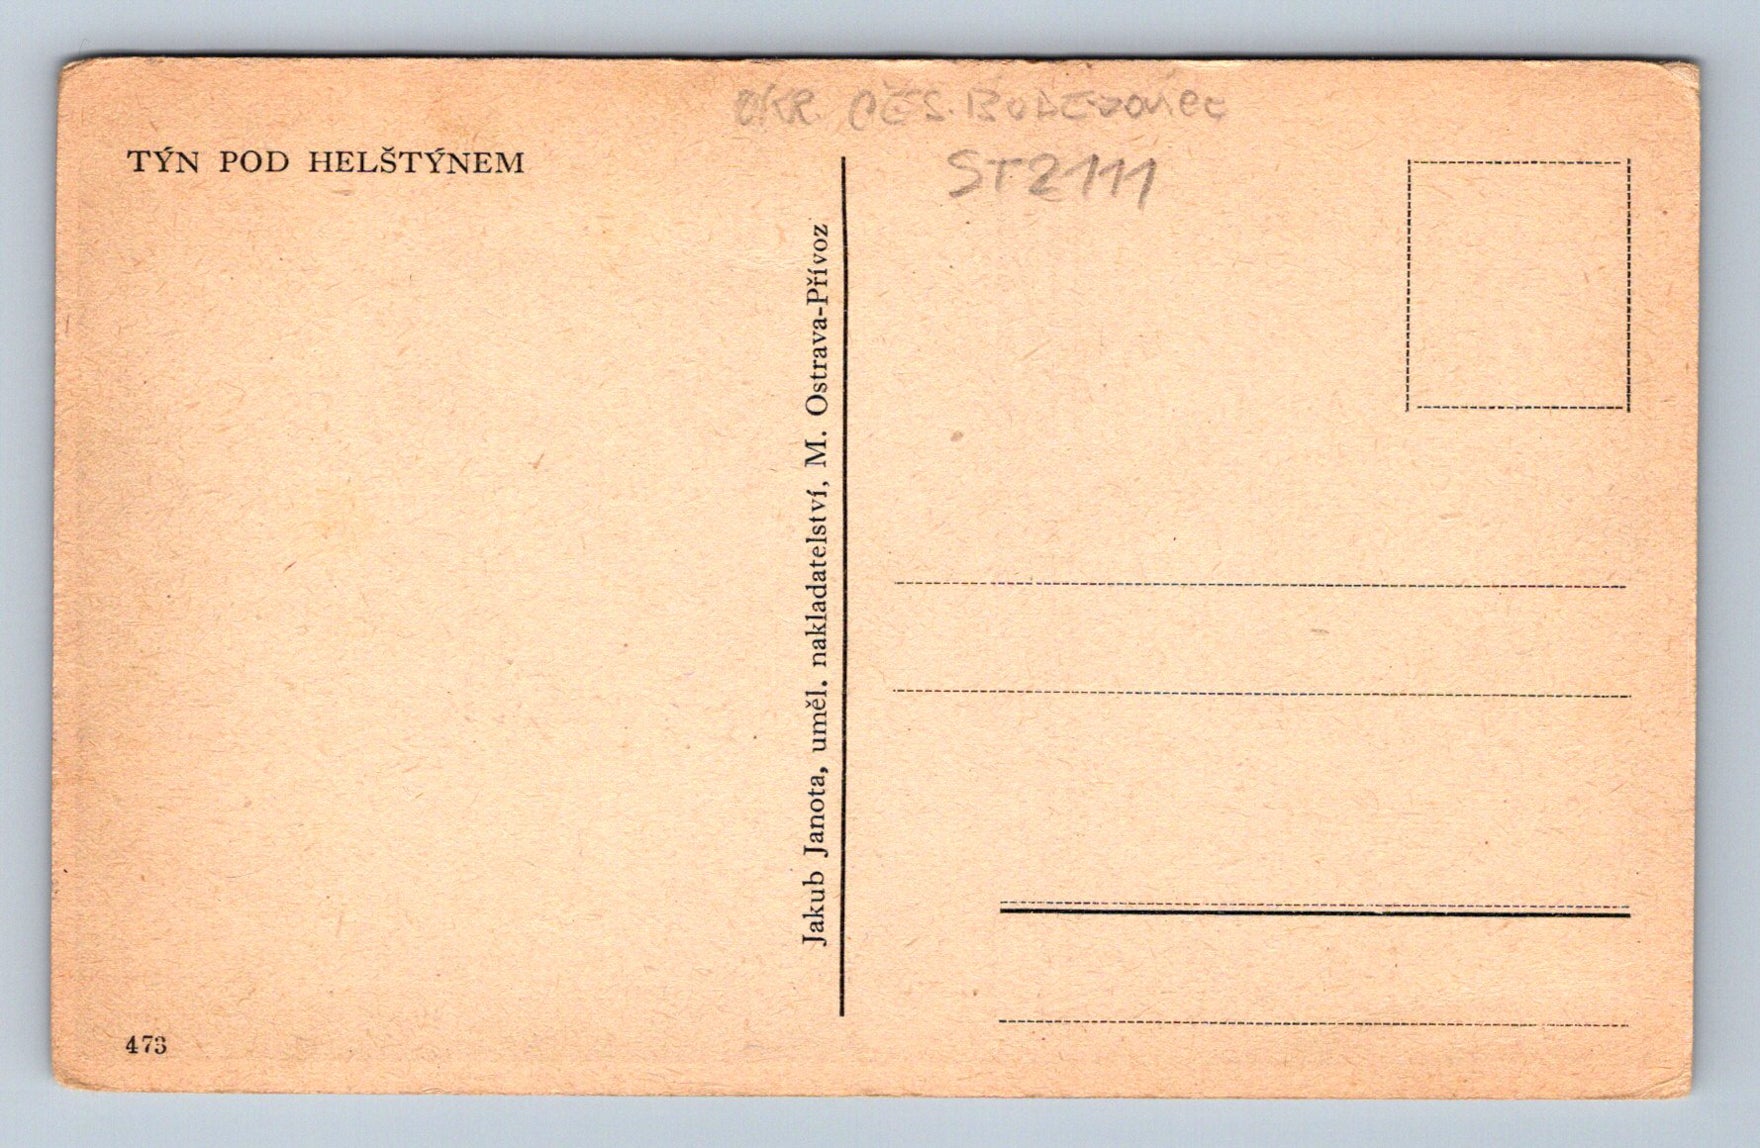 OKR. ČES. BUDĚJOVICE
ST2111
TÝN POD HELŠTÝNEM
Jakub Janota, uměl. nakladatelství, M. Ostrava-Přívoz
473